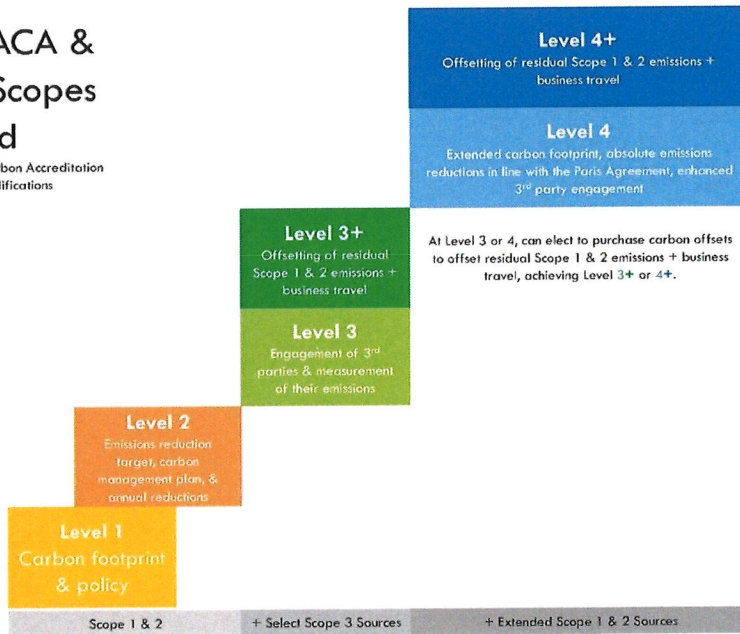 ACA &
Scopes
d
bon Accreditation
lifications
Level 4+
Offsetting of residual Scope 1 & 2 emissions +
business travel
Level 4
Extended carbon footprint, absolute emissions
reductions in line with the Paris Agreement, enhanced
3rd party engagement
Level 3+
Offsetting of residual
Scope 1 & 2 emissions +
business travel
At Level 3 or 4, can elect to purchase carbon offsets
to offset residual Scope 1 & 2 emissions + business
travel, achieving Level 3+ or 4+.
Level 3
Engagement of 3rd
parties & measurement
of their emissions
Level 2
Emissions reduction
target, carbon
management plan, &
annual reductions
Level 1
Carbon footprint
& policy
Scope 1 & 2
+ Select Scope 3 Sources
+ Extended Scope 1 & 2 Sources